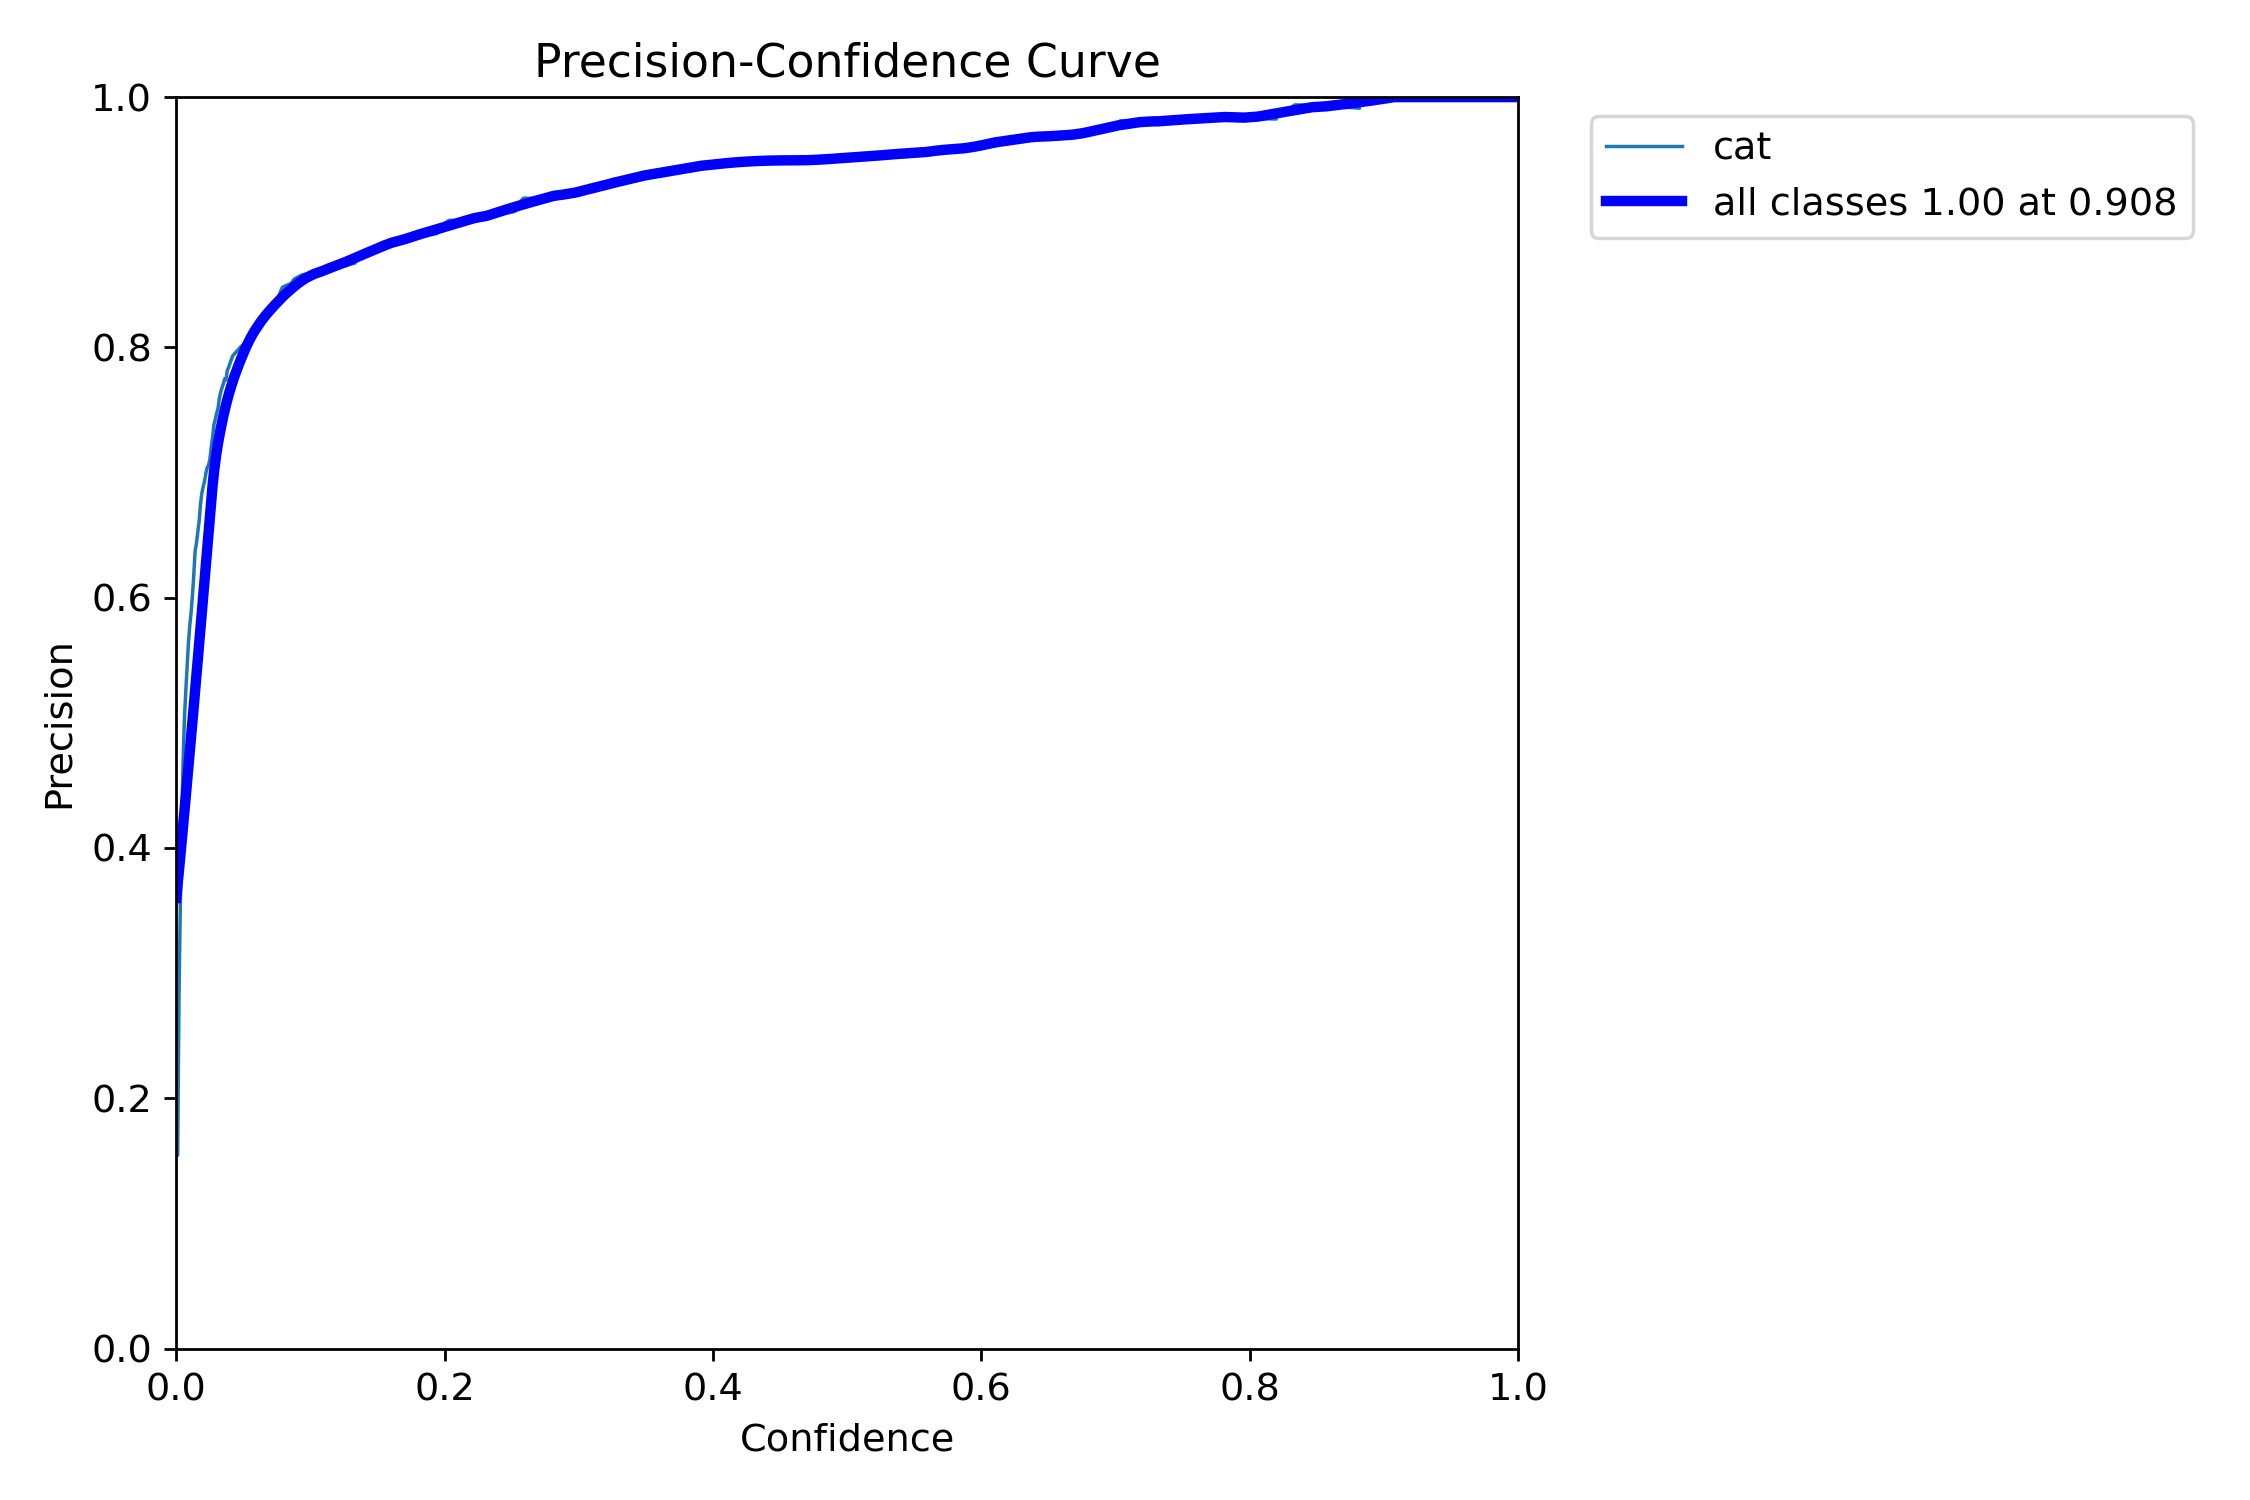 Precision-Confidence Curve
1.0
0.8
0.6
0.4
0.2
0.0
Precision
0.0 0.2 0.4 0.6 0.8 1.0
Confidence
cat
all classes 1.00 at 0.908